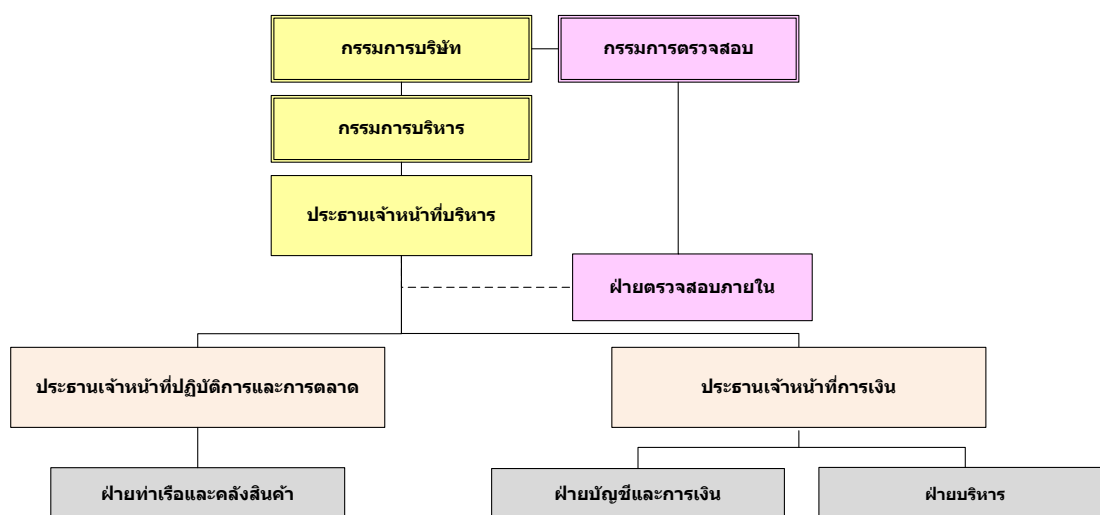 กรรมการบริษัท
กรรมการตรวจสอบ
กรรมการบริหาร
ประธานเจ้าหน้าที่บริหาร
ฝ่ายตรวจสอบภายใน
ประธานเจ้าหน้าที่ปฏิบัติการและการตลาด
ประธานเจ้าหน้าที่การเงิน
ฝ่ายท่าเรือและคลังสินค้า
ฝ่ายบัญชีและการเงิน
ฝ่ายบริหาร